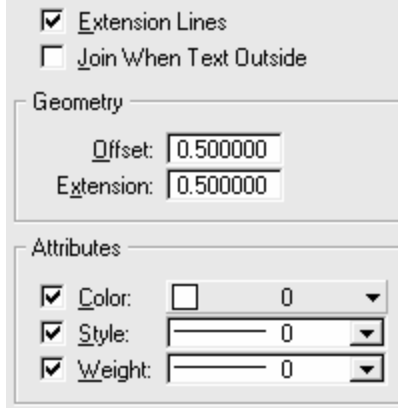 Extension Lines
Join When Text Outside
Geometry
Offset: 0.500000
Extension: 0.500000
Attributes
Color: 0
Style: 0
Weight: 0